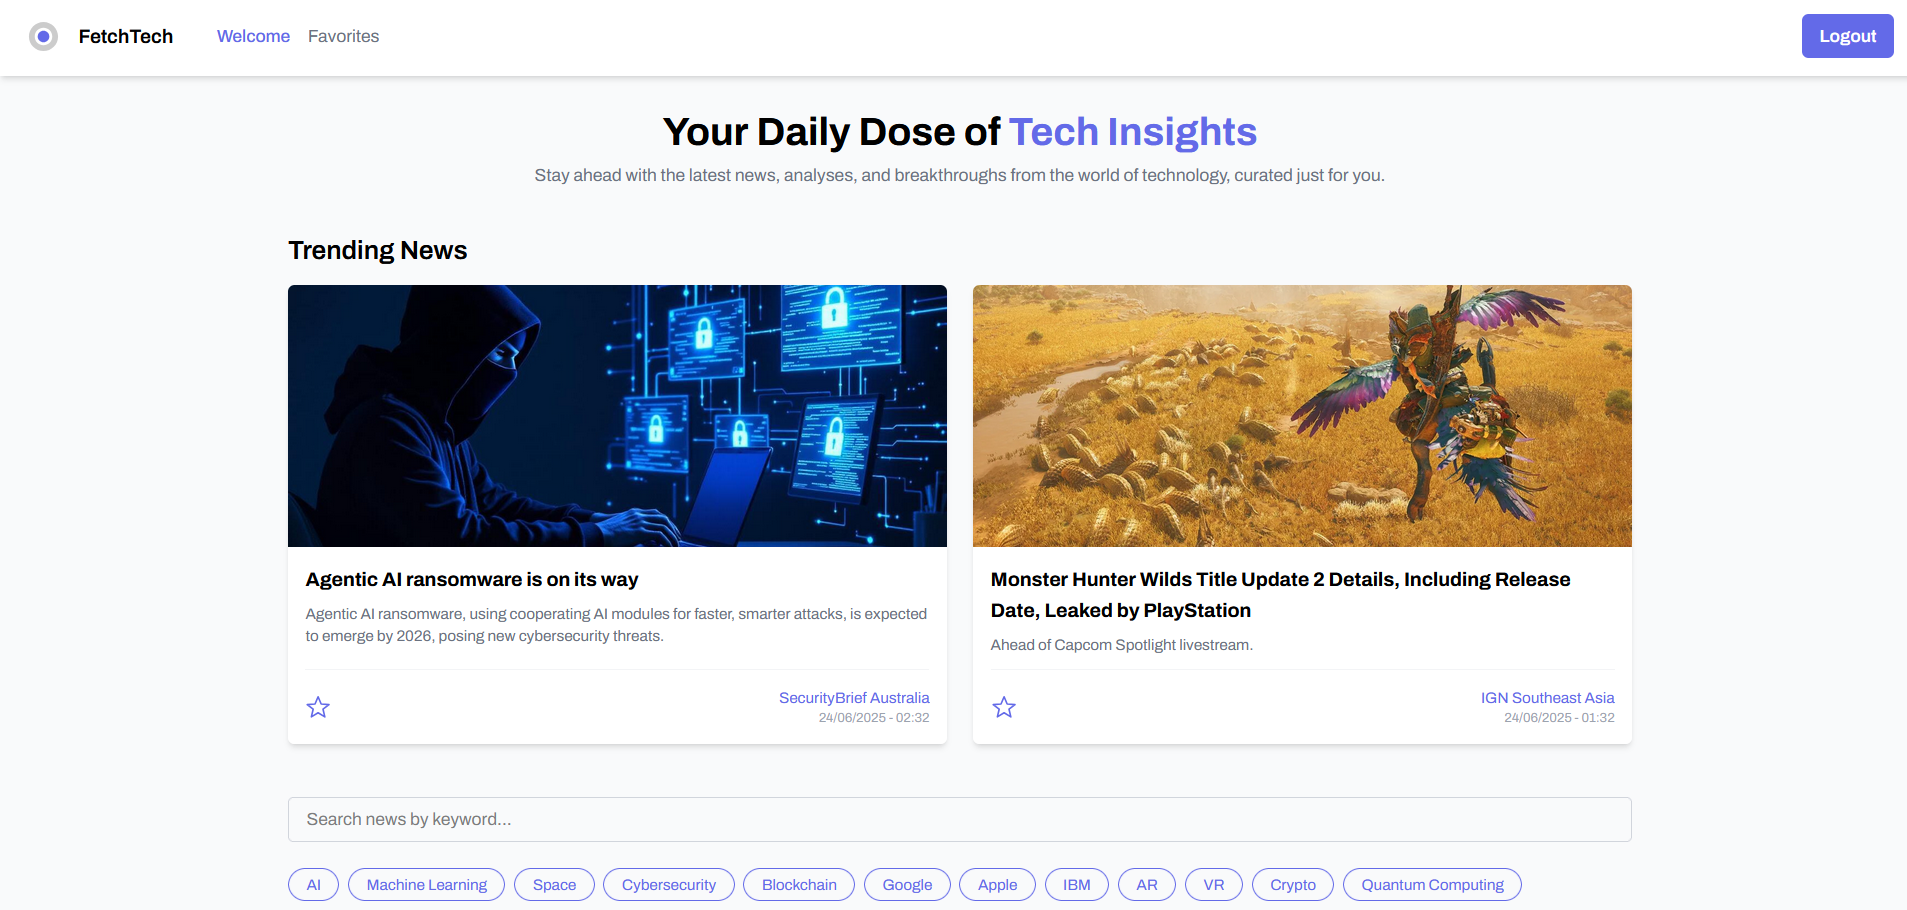 FetchTech
Welcome
Favorites
Logout
Your Daily Dose of Tech Insights
Stay ahead with the latest news, analyses, and breakthroughs from the world of technology, curated just for you.
Trending News
Agentic AI ransomware is on its way
Agentic AI ransomware, using cooperating AI modules for faster, smarter attacks, is expected
to emerge by 2026, posing new cybersecurity threats.
SecurityBrief Australia
24/06/2025 - 02:32
Monster Hunter Wilds Title Update 2 Details, Including Release
Date, Leaked by PlayStation
Ahead of Capcom Spotlight livestream.
IGN Southeast Asia
24/06/2025 - 01:32
Search news by keyword...
AI
Machine Learning
Space
Cybersecurity
Blockchain
Google
Apple
IBM
AR
VR
Crypto
Quantum Computing